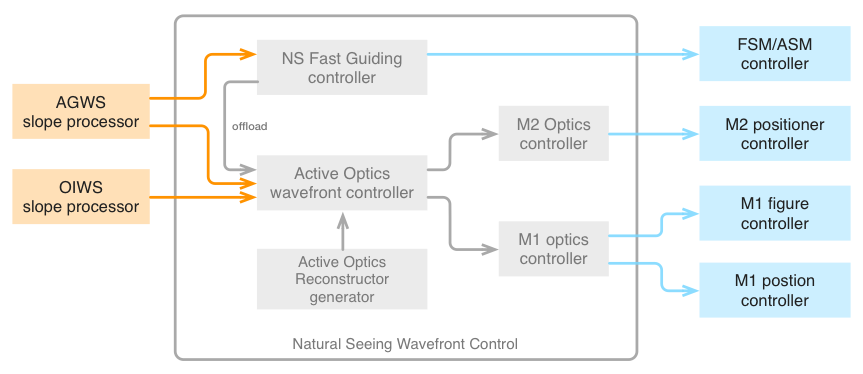 NS Fast Guiding
controller
FSM/ASM
controller
AGWS
slope processor
offload
M2 Optics
controller
M2 positioner
controller
Active Optics
wavefront controller
OIWS
slope processor
M1 figure
controller
M1 optics
controller
Active Optics
Reconstructor
generator
M1 postion
controller
Natural Seeing Wavefront Control